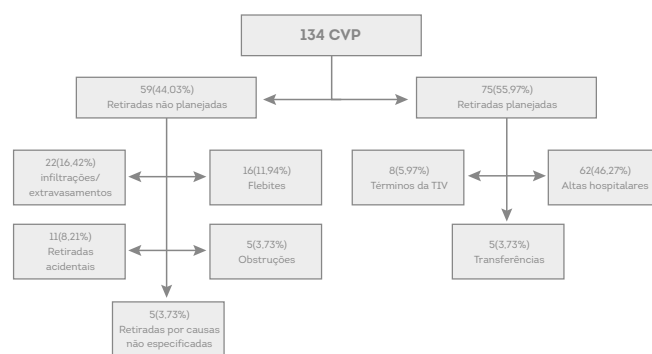 134 CVP
59(44,03%)
Retiradas não planejadas
75(55,97%)
Retiradas planejadas
22(16,42%)
infiltrações/
extravasamentos
16(11,94%)
Flebites
8(5,97%)
Términos da TIV
62(46,27%)
Altas hospitalares
11(8,21%)
Retiradas
acidentais
5(3,73%)
Obstruções
5(3,73%)
Transferências
5(3,73%)
Retiradas por causas
não especificadas